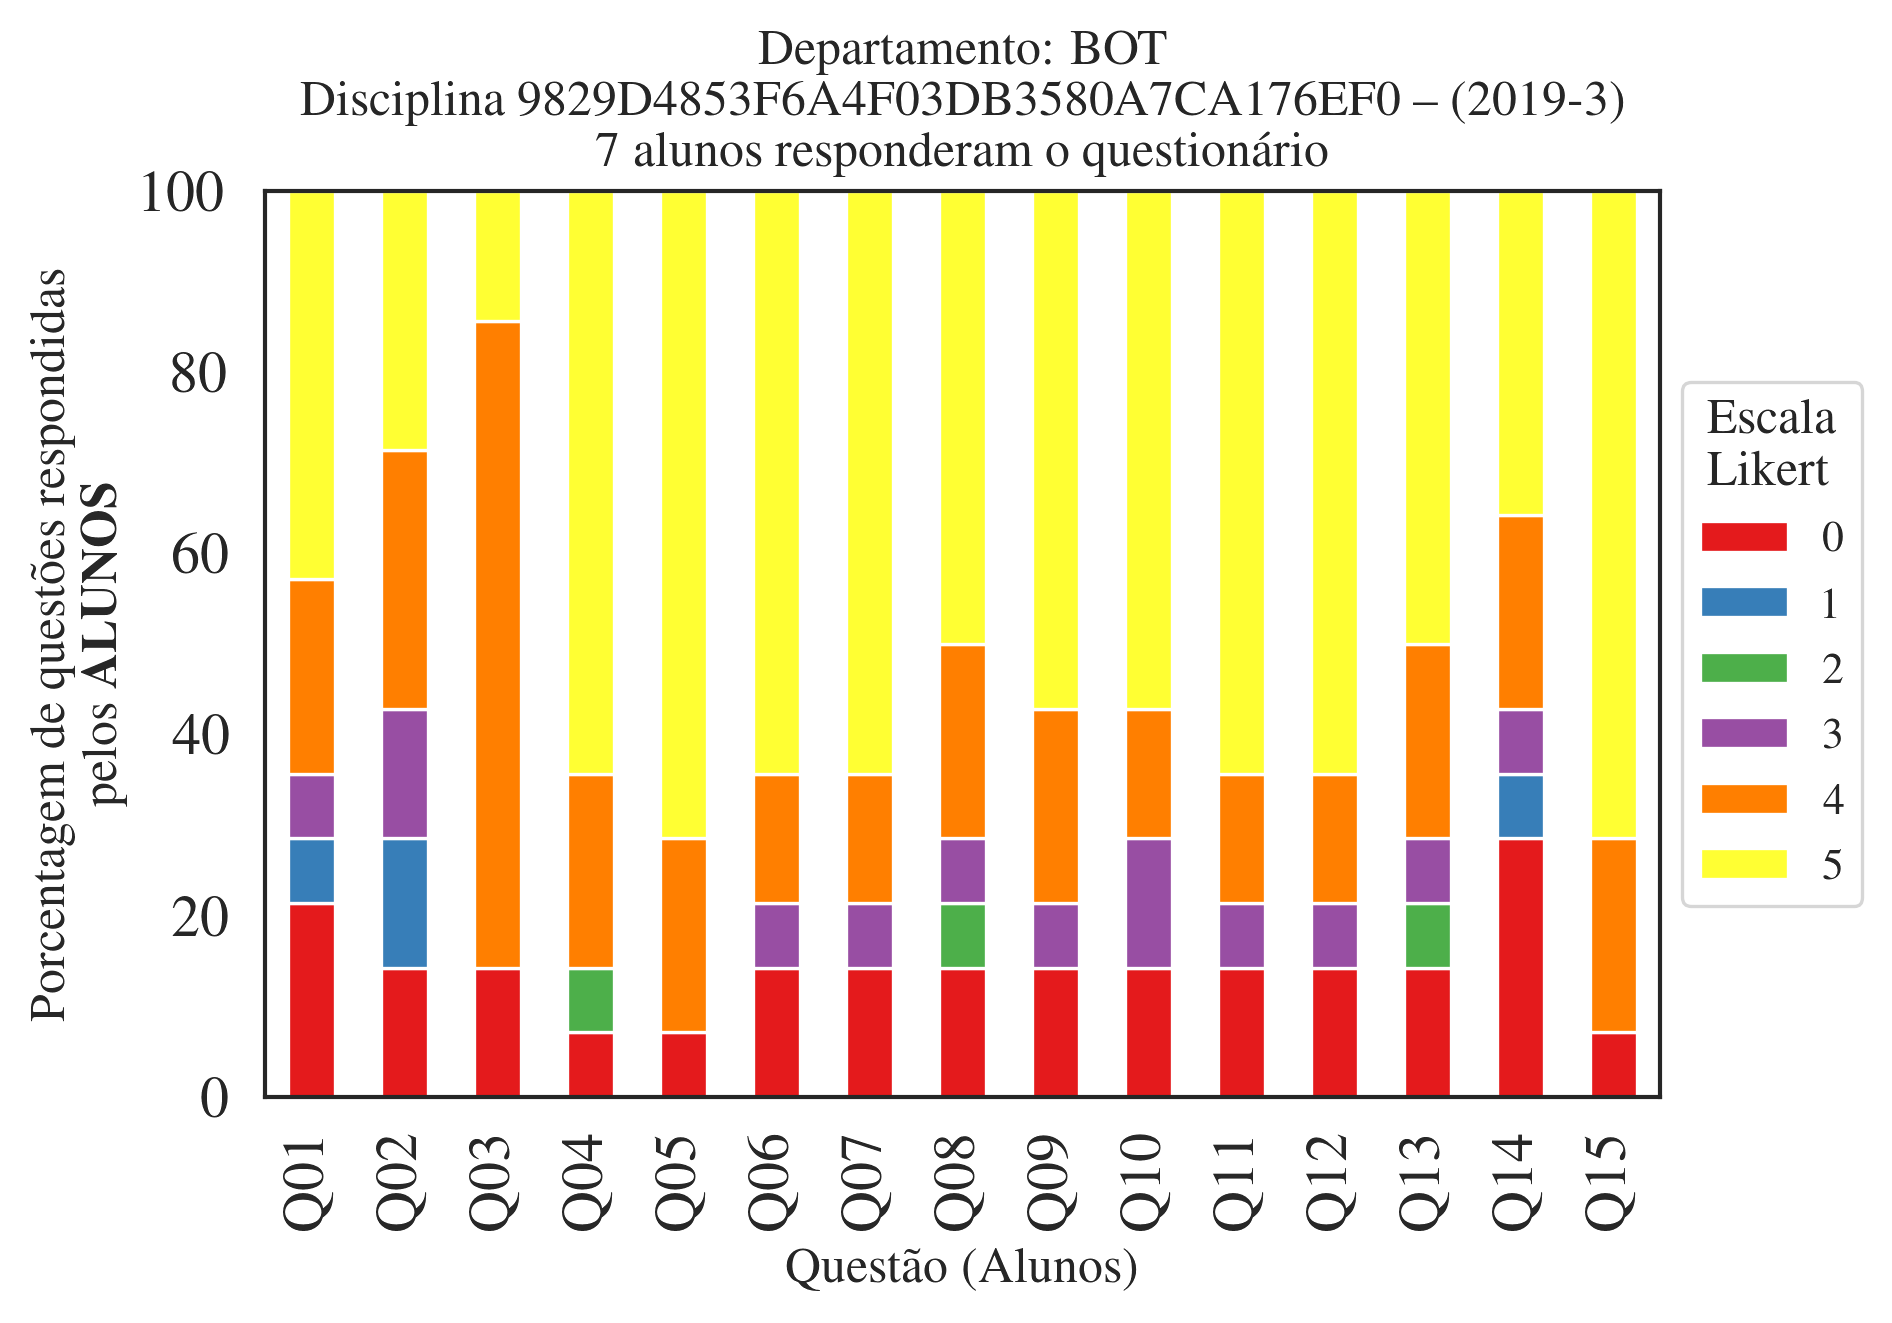 Departamento: BOT
Disciplina 9829D4853F6A4F03DB3580A7CA176EF0 – (2019-3)
7 alunos responderam o questionário
Porcentagem de questões respondidas
pelos ALUNOS
100
80
60
40
20
0
Q01
Q02
Q03
Q04
Q05
Q06
Q07
Q08
Q09
Q10
Q11
Q12
Q13
Q14
Q15
Questão (Alunos)
Escala
Likert
0
1
2
3
4
5